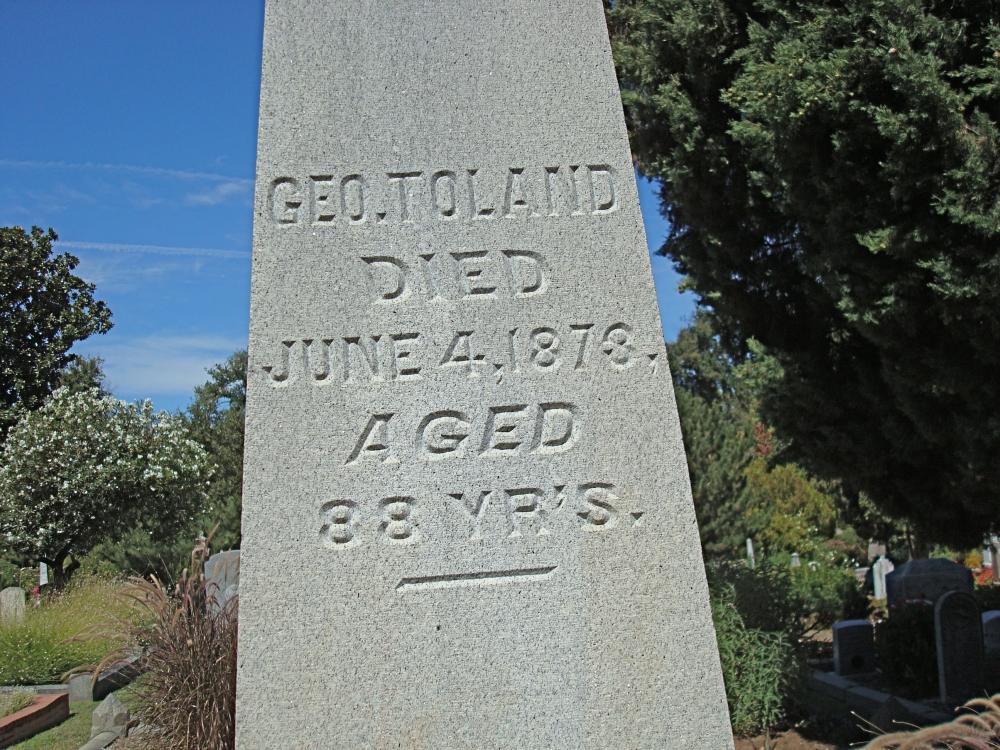 GEO. TOLAND
DIED
JUNE 4, 1878.
AGED
88 YR'S.